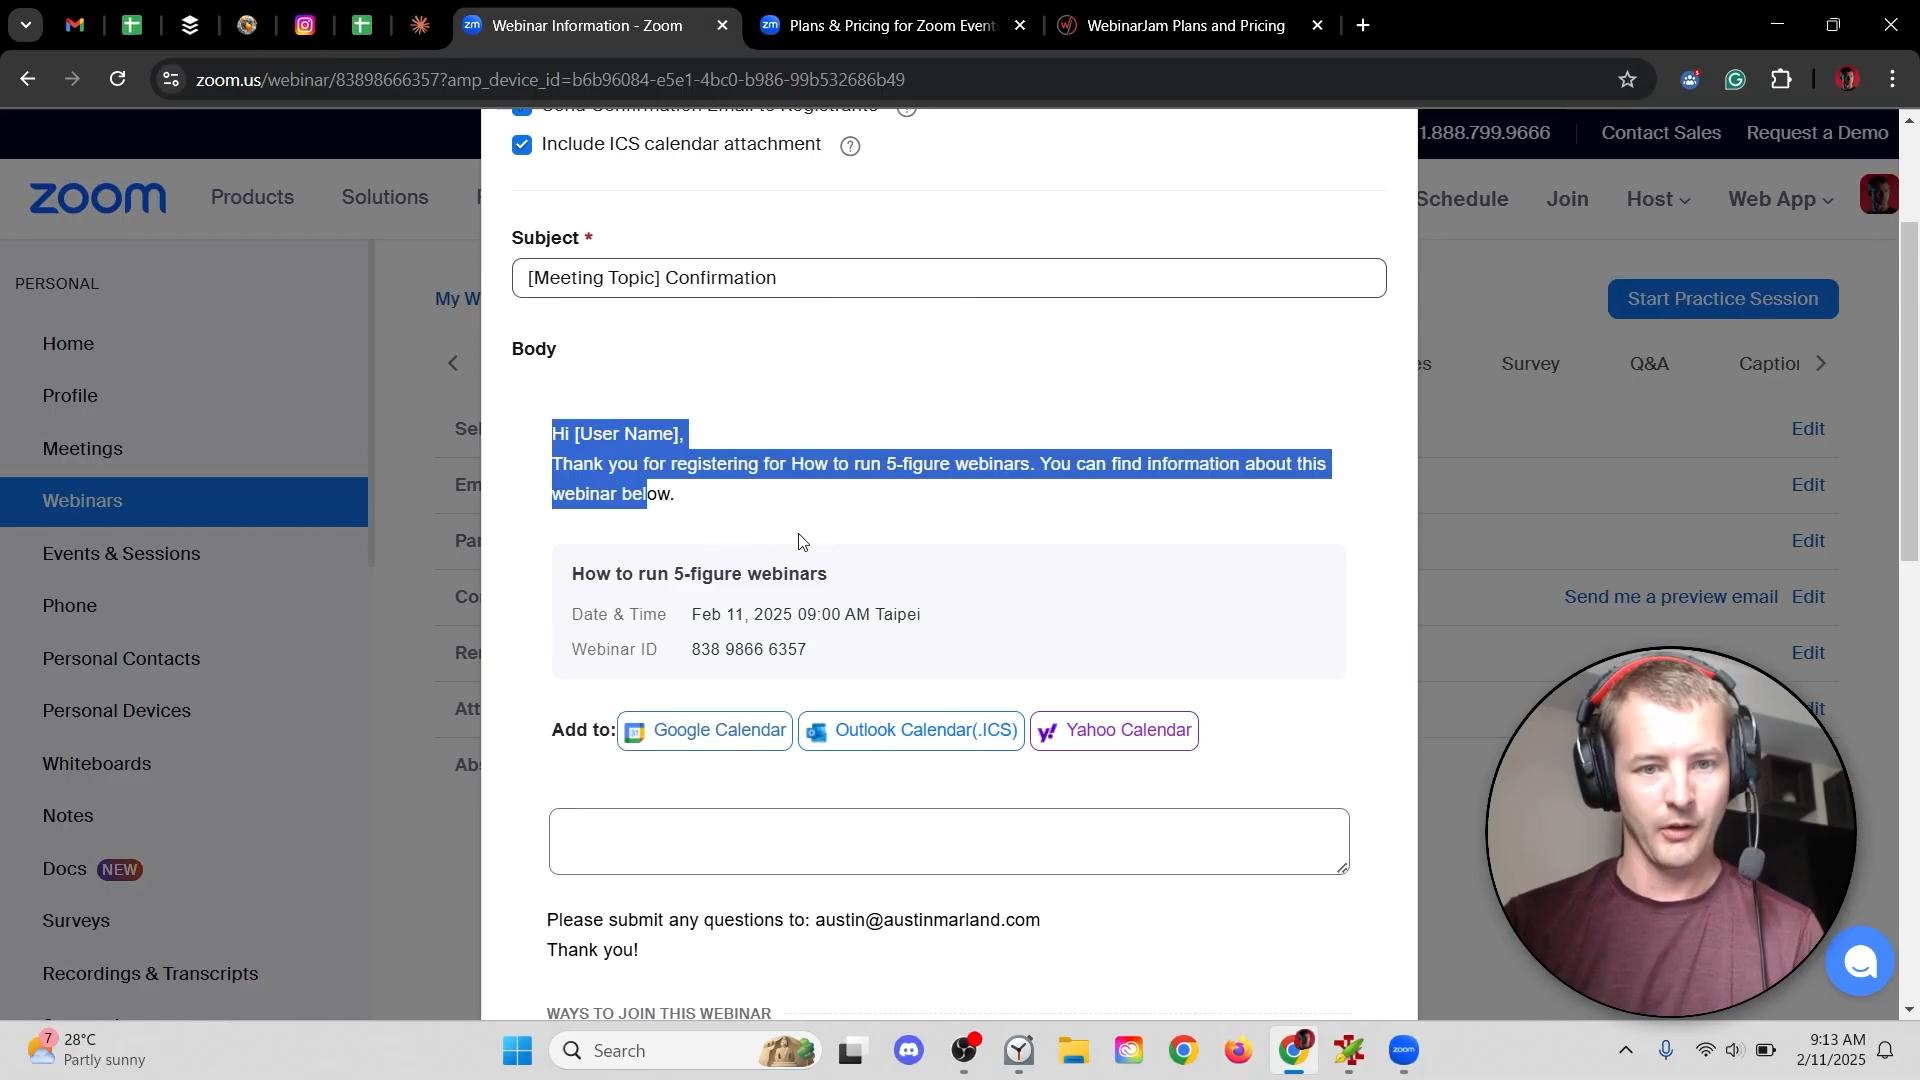 Webinar Information - Zoom
Plans & Pricing for Zoom Event
WebinarJam Plans and Pricing
zoom.us/webinar/83898666357?amp_device_id=b6b96084-e5e1-4bc0-b986-99b532686b49
Send Confirmation Email to Registrants
Include ICS calendar attachment
1.888.799.9666
Contact Sales
Request a Demo
zoom
Products
Solutions
Schedule
Join
Host
Web App
Subject *
[Meeting Topic] Confirmation
PERSONAL
Home
Profile
Meetings
Webinars
Events & Sessions
Phone
Personal Contacts
Personal Devices
Whiteboards
Notes
Docs NEW
Surveys
Recordings & Transcripts
My W
Start Practice Session
Survey
Q&A
Edit
Edit
Edit
Send me a preview email Edit
Edit
Body
Hi [User Name],
Thank you for registering for How to run 5-figure webinars. You can find information about this
webinar below.
How to run 5-figure webinars
Date & Time Feb 11, 2025 09:00 AM Taipei
Webinar ID 838 9866 6357
Add to: Google Calendar Outlook Calendar(.ICS) Yahoo Calendar
Please submit any questions to: austin@austinmarland.com
Thank you!
WAYS TO JOIN THIS WEBINAR
7
28°C
Partly sunny
Search
zoom
9:13 AM
2/11/2025